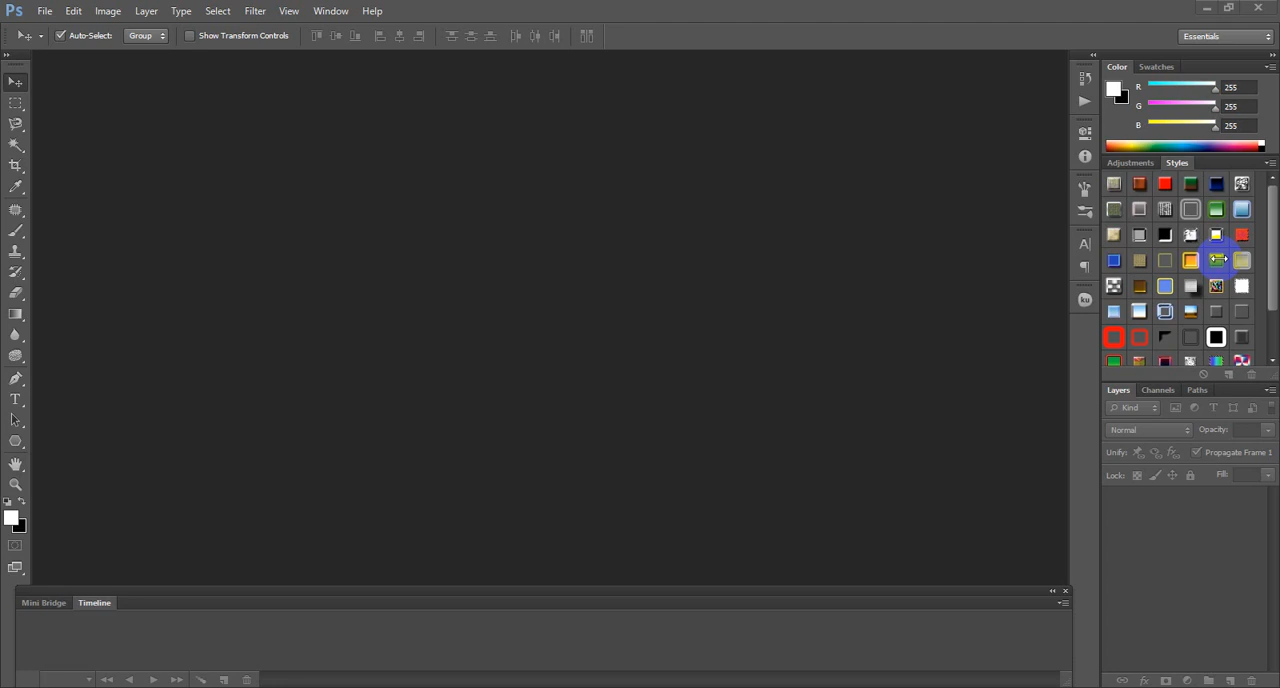 Ps File Edit Image Layer Type Select Filter View Window Help
Auto-Select: Group Show Transform Controls Essentials
Color Swatches
R 255
G 255
B 255
Adjustments Styles
A
ku
T
Layers Channels Paths
Kind T
Normal Opacity:
Unify: Propagate Frame 1
Lock: Fill:
Mini Bridge Timeline
fx